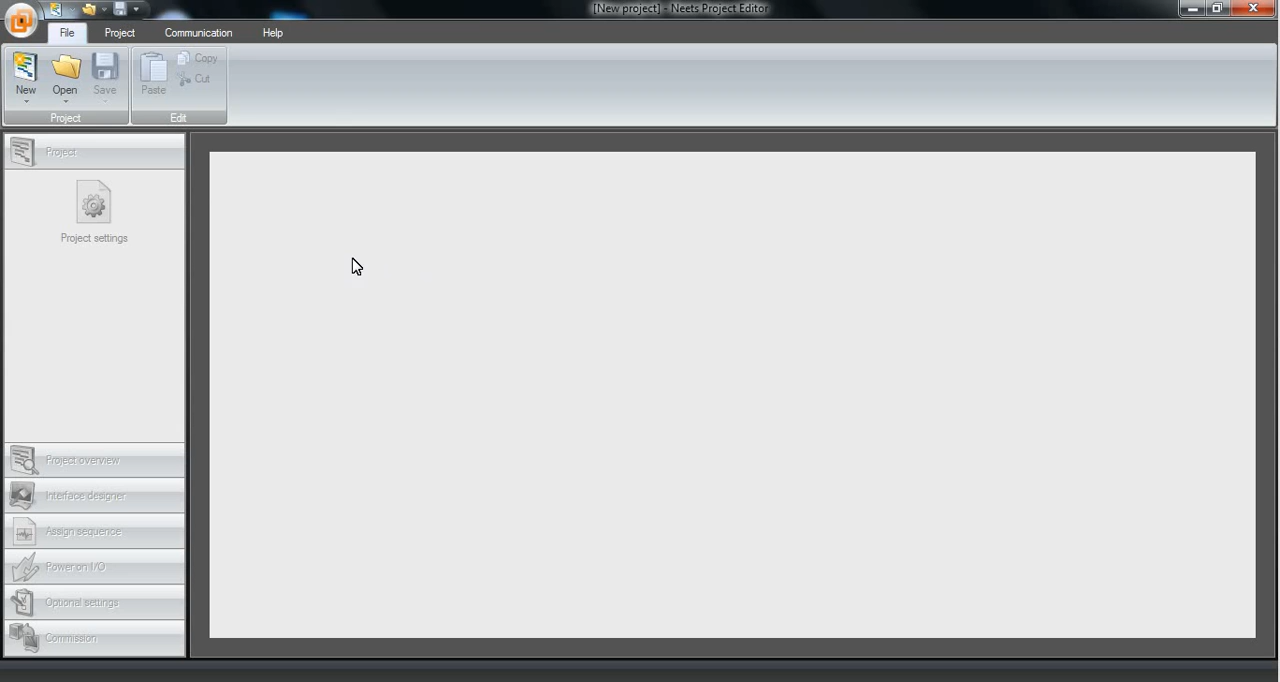 [New project] - Neets Project Editor
File Project Communication Help
New Open Save Paste Copy
Cut
Project Edit
Project
Project settings
Project overview
Interface designer
Assign sequence
Power on I/O
Optional settings
Commission